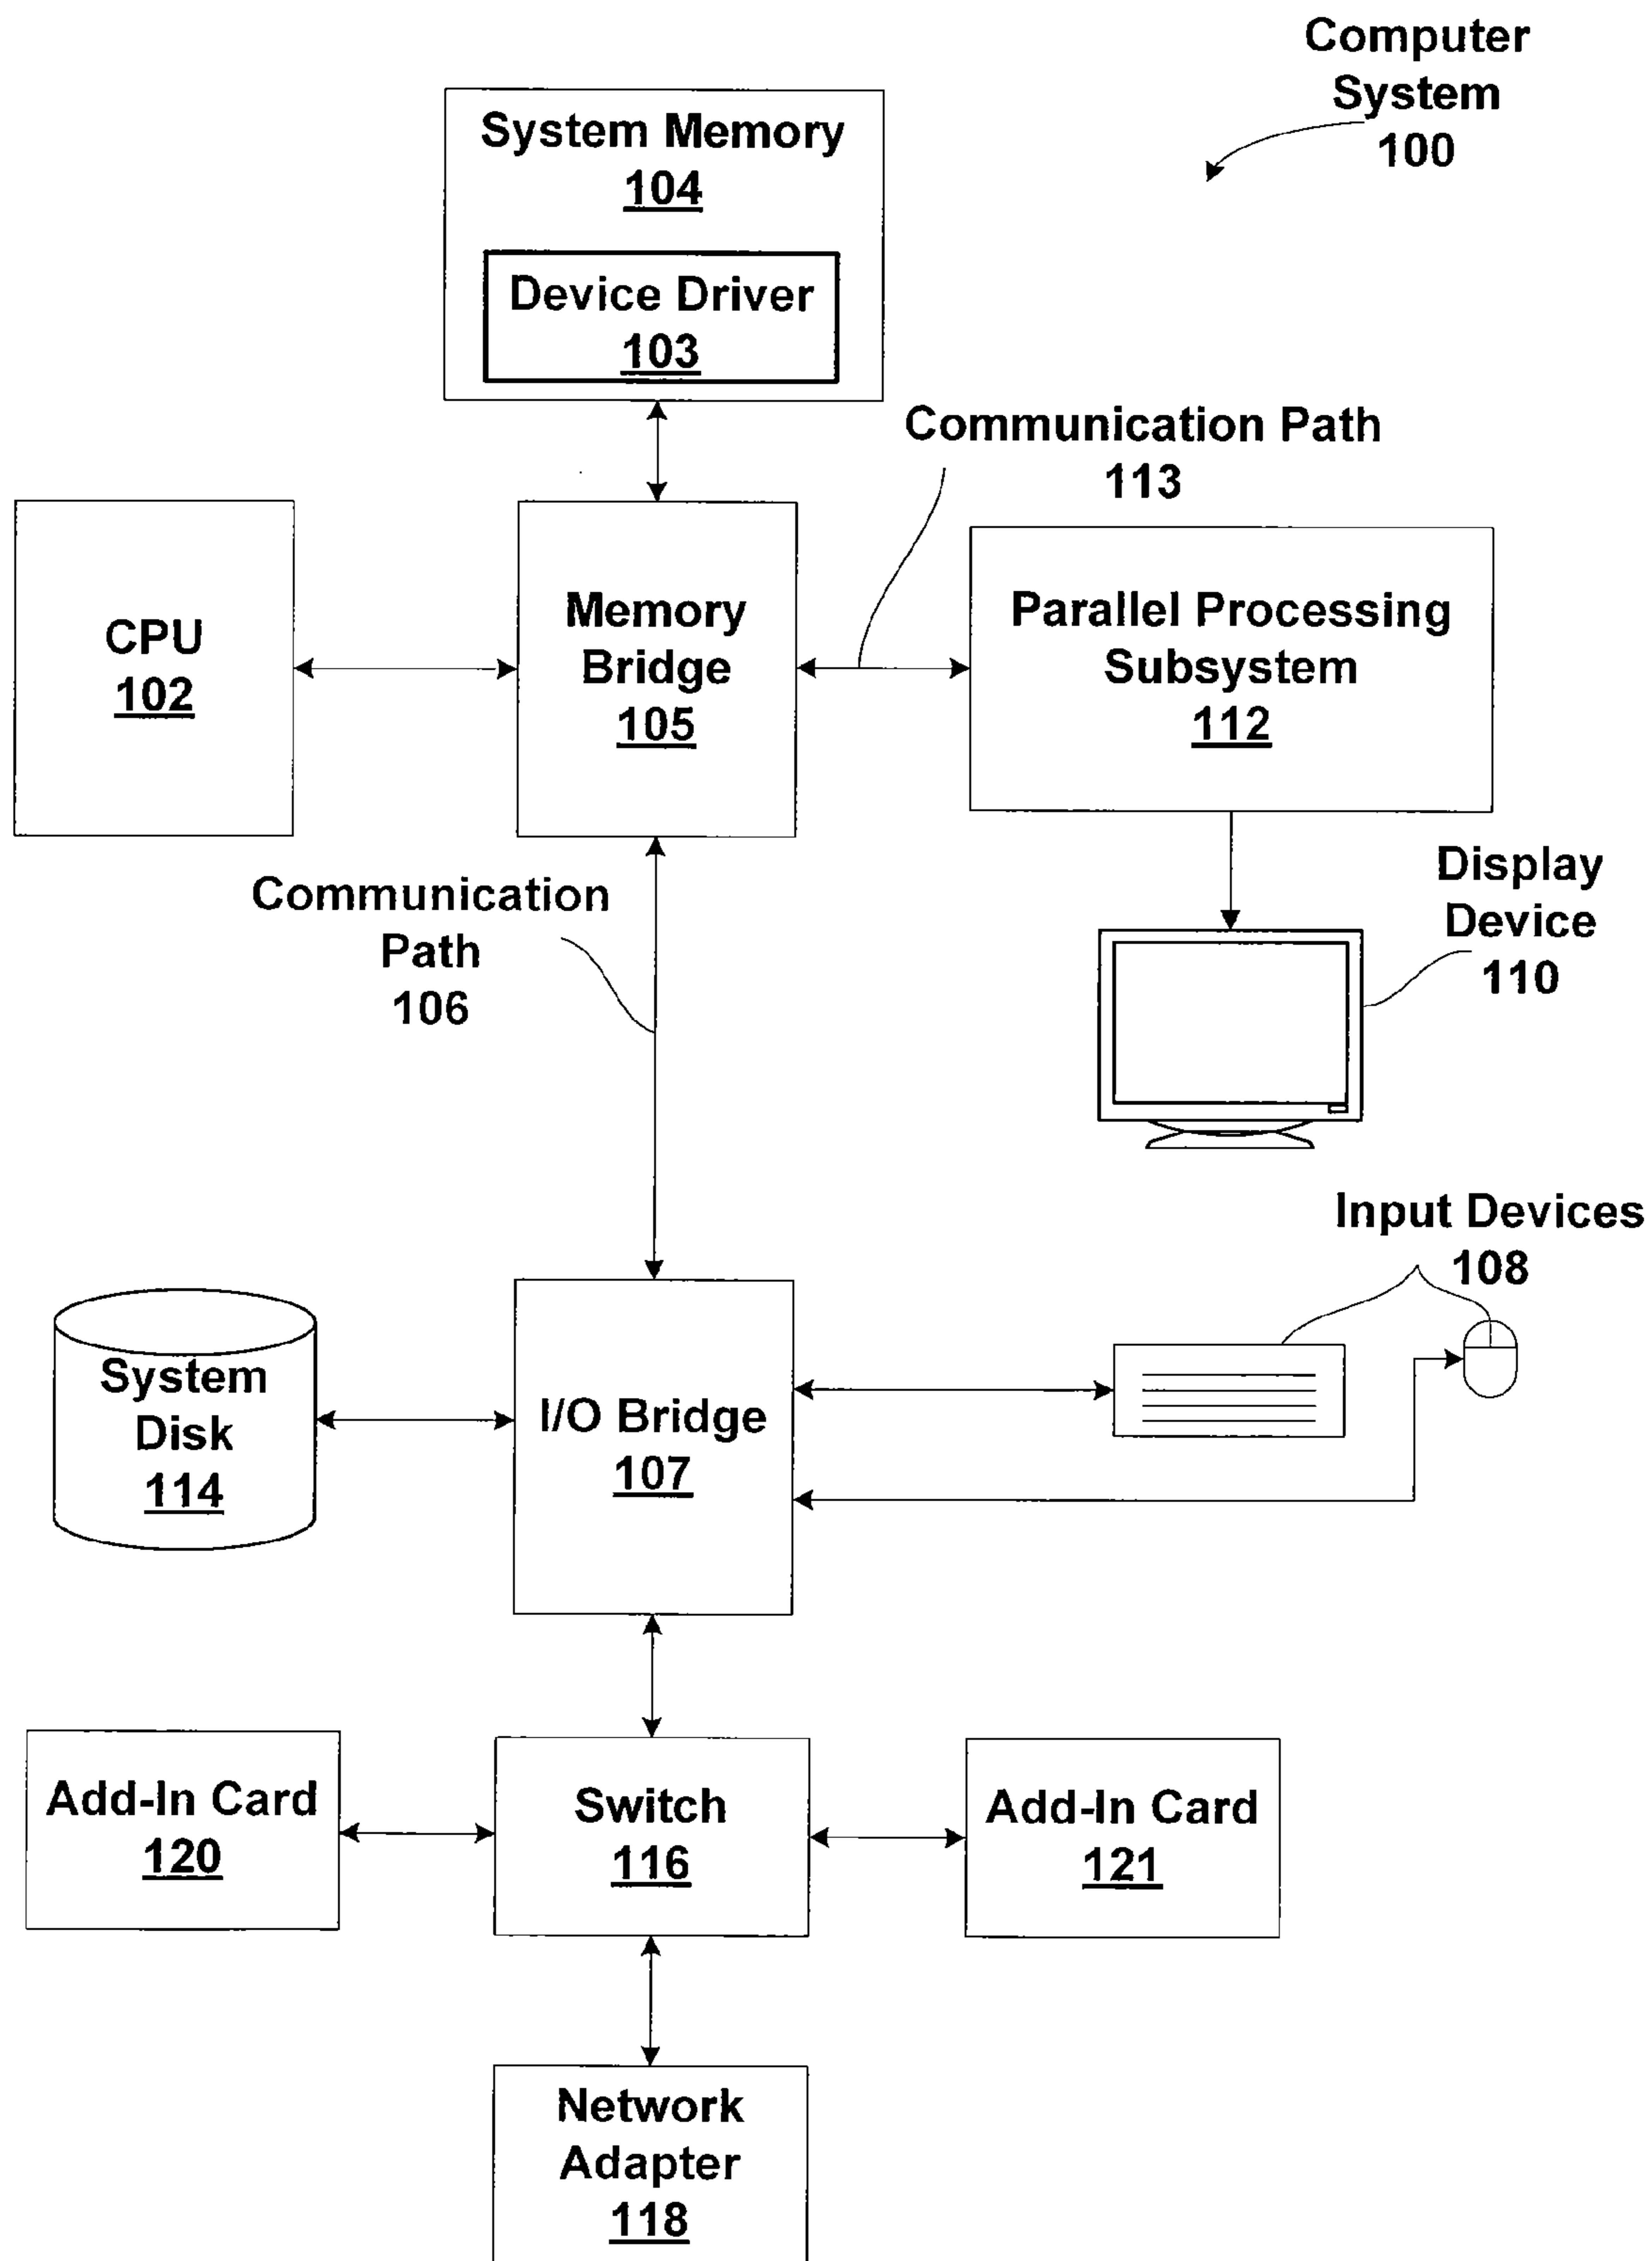 Computer
System
100
System Memory
104
Device Driver
103
Communication Path
113
CPU
102
Memory
Bridge
105
Parallel Processing
Subsystem
112
Communication
Path
106
Display
Device
110
Input Devices
108
System
Disk
114
I/O Bridge
107
Add-In Card
120
Switch
116
Add-In Card
121
Network
Adapter
118